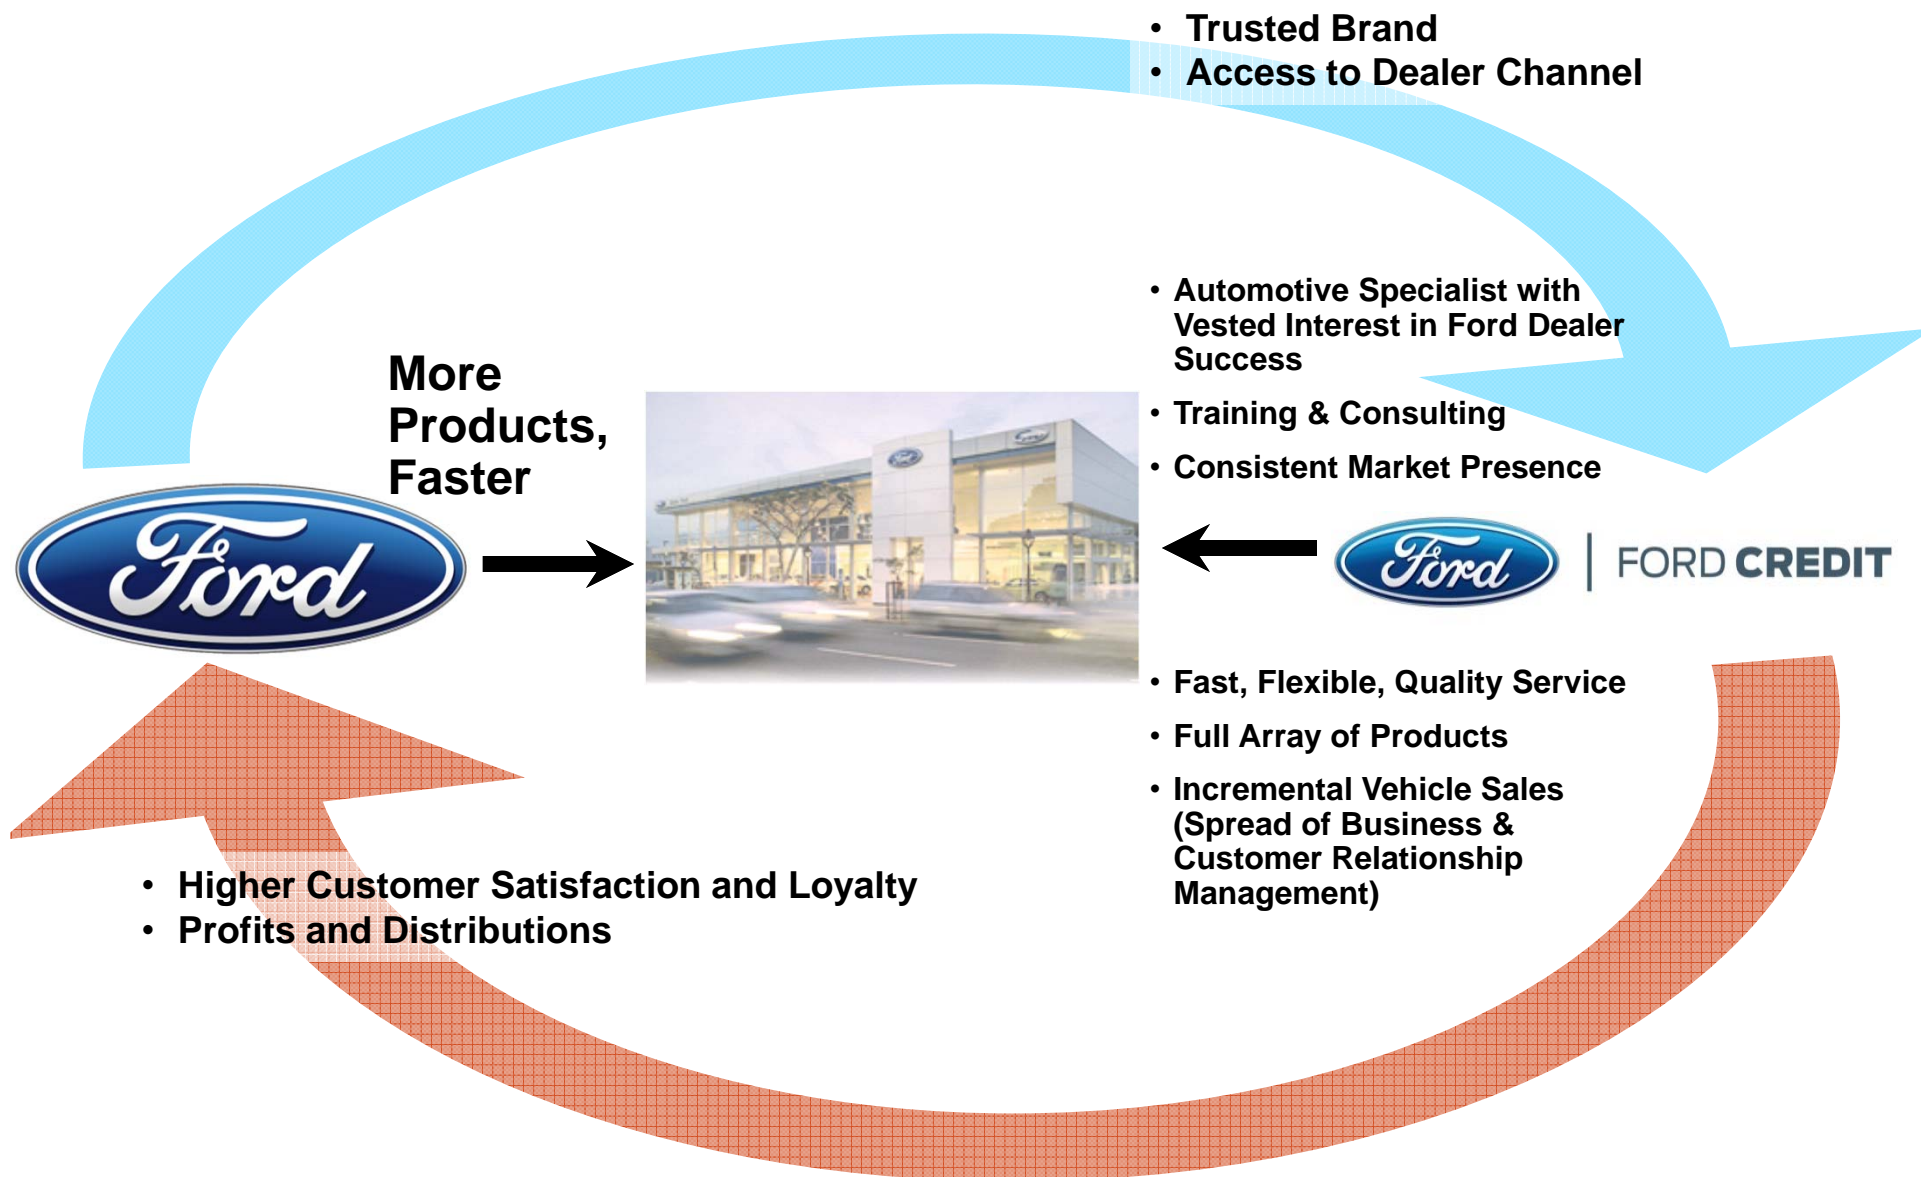 • Trusted Brand
• Access to Dealer Channel
• Automotive Specialist with
Vested Interest in Ford Dealer
Success
• Training & Consulting
• Consistent Market Presence
More
Products,
Faster
Ford
Ford
Ford | FORD CREDIT
• Fast, Flexible, Quality Service
• Full Array of Products
• Incremental Vehicle Sales
(Spread of Business &
Customer Relationship
Management)
• Higher Customer Satisfaction and Loyalty
• Profits and Distributions